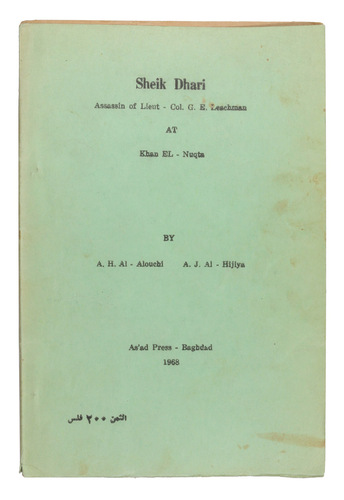 Sheik Dhari
Assassin of Lieut - Col. G. E. Leachman
AT
Khan EL - Nuqta
BY
A. H. Al - Alouchi A. J. Al - Hijiya
As'ad Press - Baghdad
1968
الثمن ٢٠٠ فلس